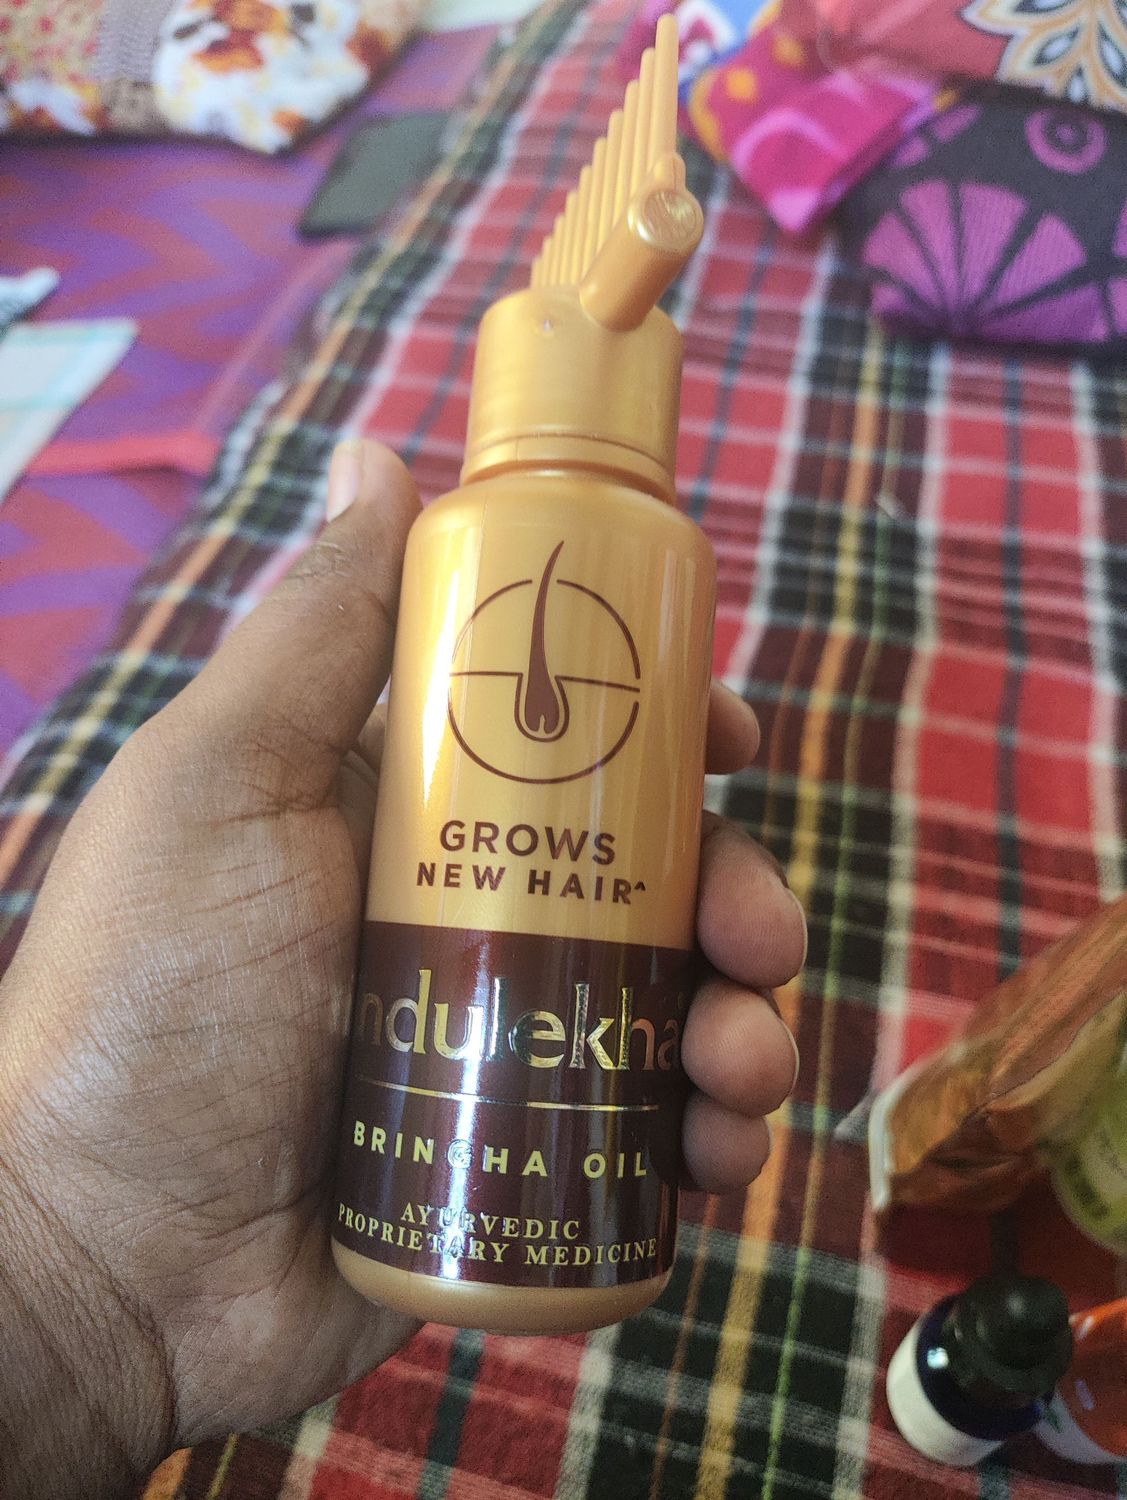 GROWS
NEW HAIR^
ndulekha
BRINGHA OIL
AYURVEDIC
PROPRIETARY MEDICINE